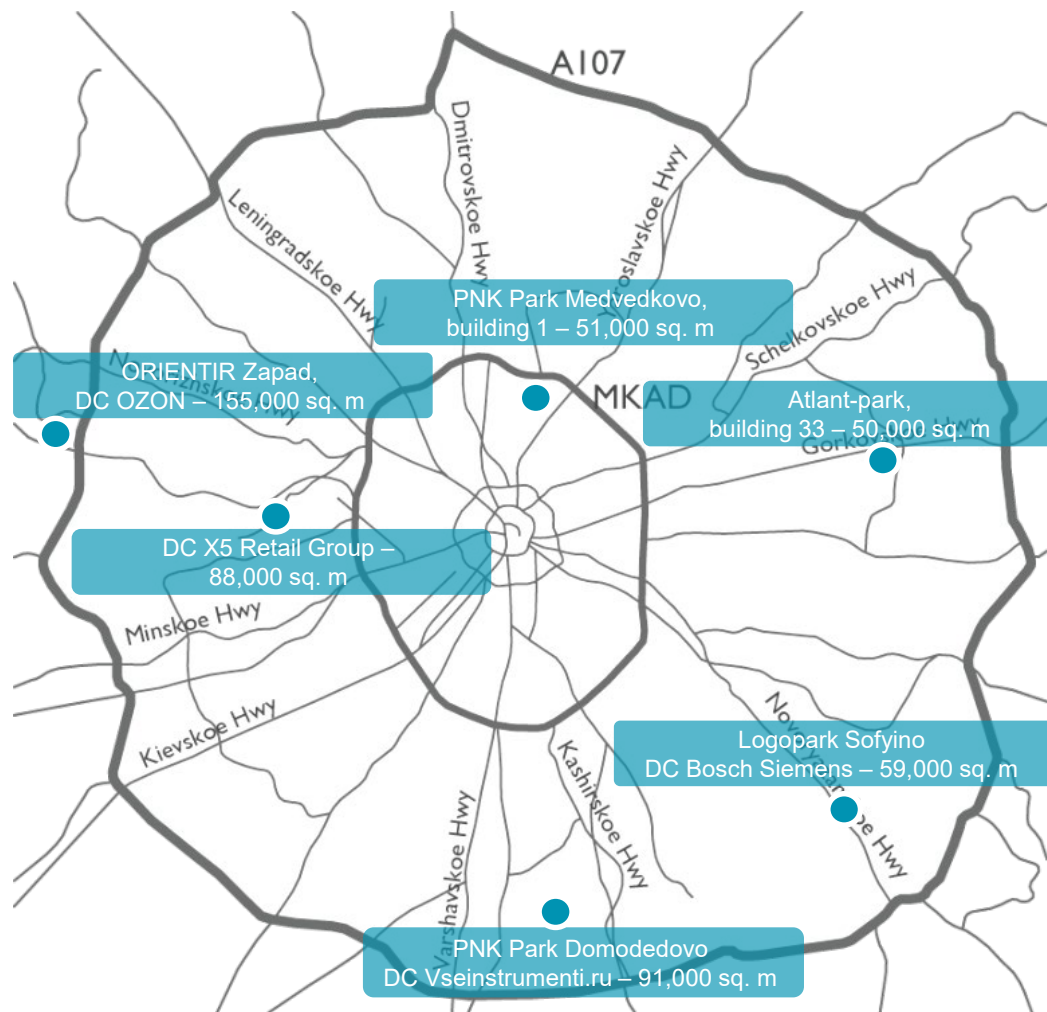 A107
Dmitrovskoe Hwy
Yaroslavskoe Hwy
Leningradskoe Hwy
PNK Park Medvedkovo,
building 1 – 51,000 sq. m
Schelkovskoe Hwy
ORIENTIR Zapad,
DC OZON – 155,000 sq. m
MKAD
Atlant-park,
building 33 – 50,000 sq. m
DC X5 Retail Group –
88,000 sq. m
Minskoe Hwy
Kievskoe Hwy
Logopark Sofyino
DC Bosch Siemens – 59,000 sq. m
Kashirskoe Hwy
Varshavskoe Hwy
PNK Park Domodedovo
DC Vseinstrumenti.ru – 91,000 sq. m